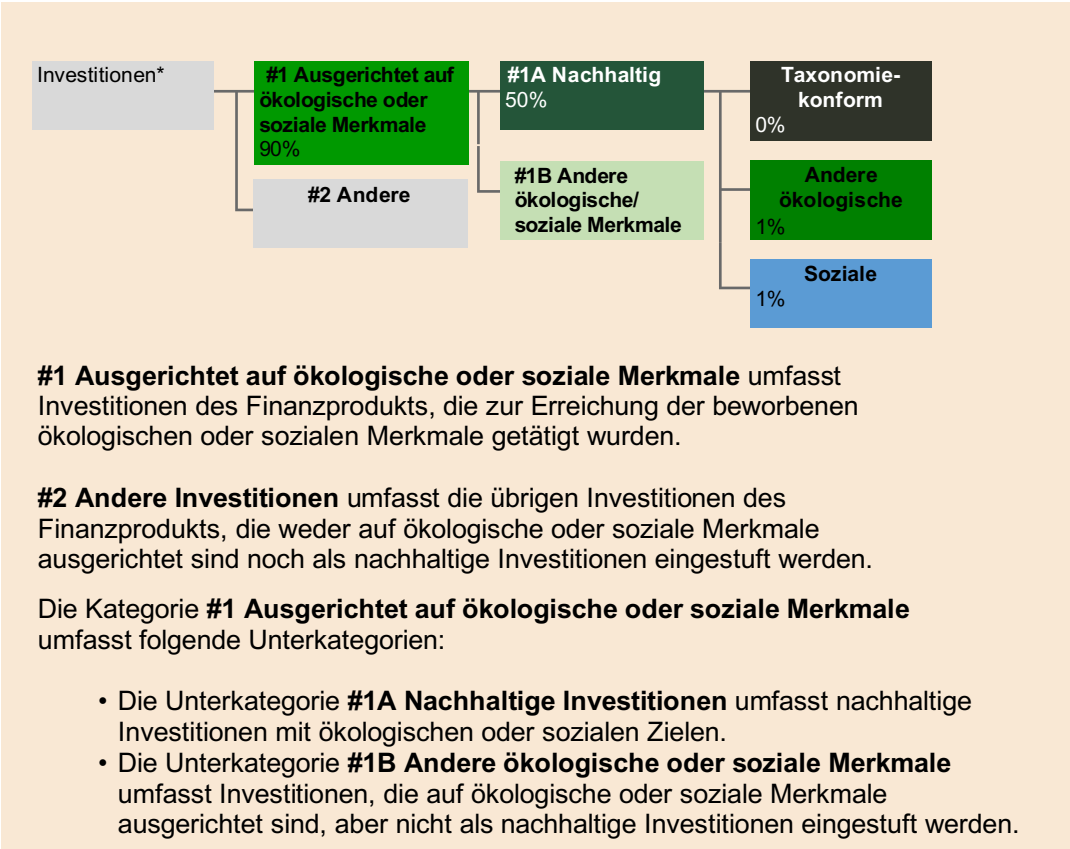 Investitionen*
#1 Ausgerichtet auf
ökologische oder
soziale Merkmale
90%
#2 Andere
#1A Nachhaltig
50%
#1B Andere
ökologische/
soziale Merkmale
Taxonomie-
konform
0%
Andere
ökologische
1%
Soziale
1%
#1 Ausgerichtet auf ökologische oder soziale Merkmale umfasst
Investitionen des Finanzprodukts, die zur Erreichung der beworbenen
ökologischen oder sozialen Merkmale getätigt wurden.
#2 Andere Investitionen umfasst die übrigen Investitionen des
Finanzprodukts, die weder auf ökologische oder soziale Merkmale
ausgerichtet sind noch als nachhaltige Investitionen eingestuft werden.
Die Kategorie #1 Ausgerichtet auf ökologische oder soziale Merkmale
umfasst folgende Unterkategorien:
• Die Unterkategorie #1A Nachhaltige Investitionen umfasst nachhaltige
Investitionen mit ökologischen oder sozialen Zielen.
• Die Unterkategorie #1B Andere ökologische oder soziale Merkmale
umfasst Investitionen, die auf ökologische oder soziale Merkmale
ausgerichtet sind, aber nicht als nachhaltige Investitionen eingestuft werden.